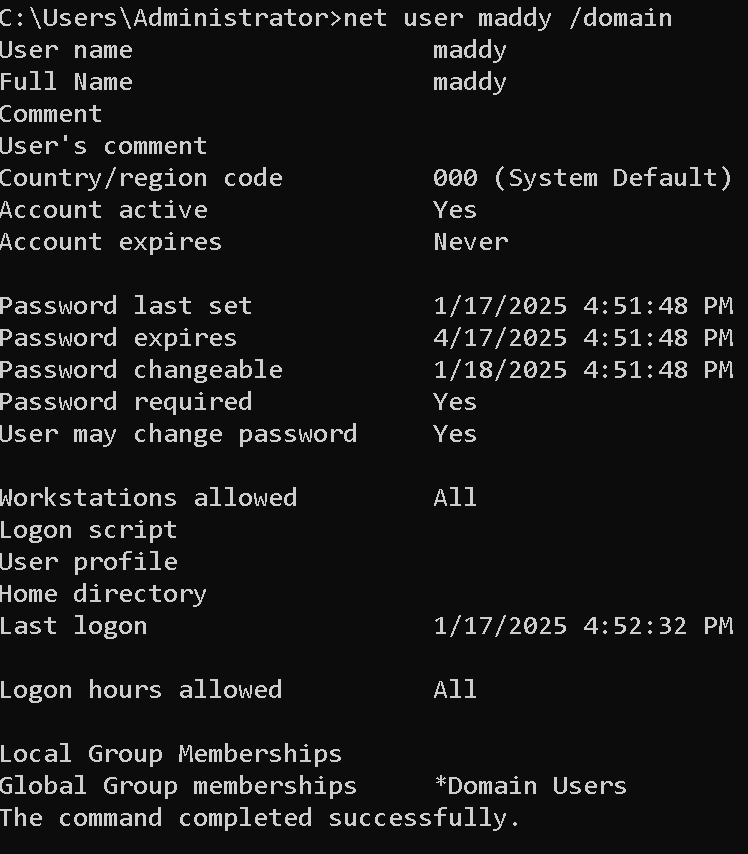 C:\Users\Administrator>net user maddy /domain
User name                    maddy
Full Name                    maddy
Comment
User's comment
Country/region code          000 (System Default)
Account active               Yes
Account expires              Never

Password last set            1/17/2025 4:51:48 PM
Password expires             4/17/2025 4:51:48 PM
Password changeable          1/18/2025 4:51:48 PM
Password required            Yes
User may change password     Yes

Workstations allowed         All
Logon script
User profile
Home directory
Last logon                   1/17/2025 4:52:32 PM

Logon hours allowed          All

Local Group Memberships
Global Group memberships     *Domain Users
The command completed successfully.